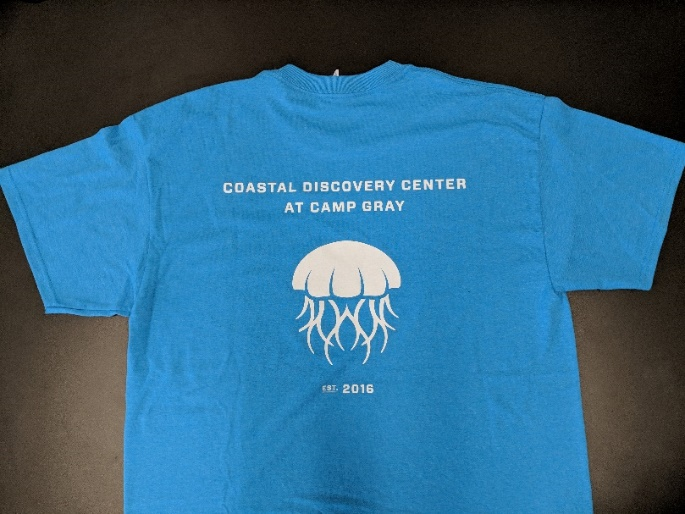 COASTAL DISCOVERY CENTER
AT CAMP GRAY
EST. 2016